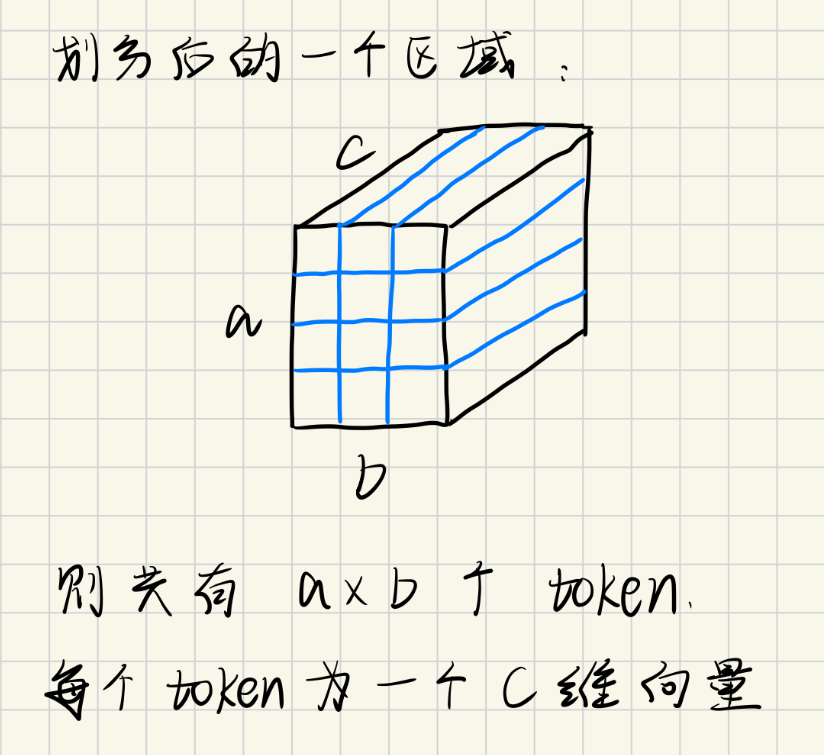 划分后的一个区域：
c
a
b
则共有 a×b 个 token.
每个 token 为一个 C 维向量